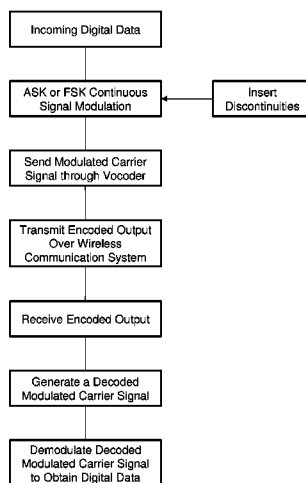 Incoming Digital Data
ASK or FSK Continuous
Signal Modulation
Insert
Discontinuities
Send Modulated Carrier
Signal through Vocoder
Transmit Encoded Output
Over Wireless
Communication System
Receive Encoded Output
Generate a Decoded
Modulated Carrier Signal
Demodulate Decoded
Modulated Carrier Signal
to Obtain Digital Data